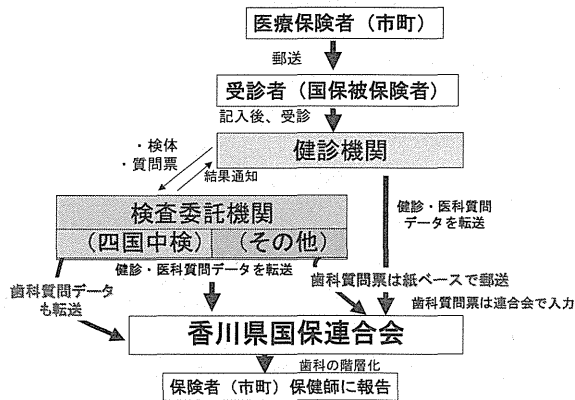 医療保険者（市町）
郵送
受診者（国保被保険者）
記入後、受診
健診機関
・検体
・質問票
結果通知
検査委託機関
（四国中検）
（その他）
健診・医科質問
データを転送
健診・医科質問データを転送
歯科質問データ
も転送
歯科質問票は紙ベースで郵送
歯科質問票は連合会で入力
香川県国保連合会
歯科の階層化
保険者（市町）保健師に報告